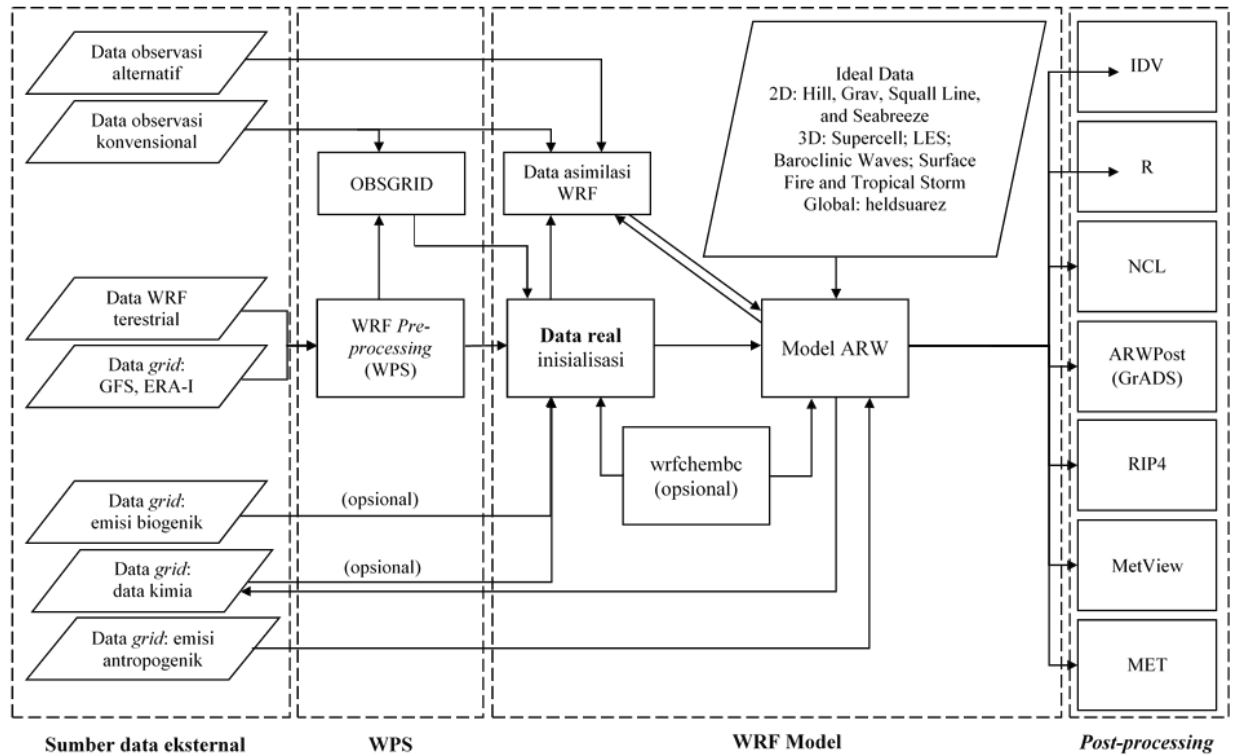 Data observasi
alternatif
Data observasi
konvensional
Data WRF
terestrial
Data grid:
GFS, ERA-I
Data grid:
emisi biogenik
Data grid:
data kimia
Data grid: emisi
antropogenik
Sumber data eksternal
OBSGRID
WRF Pre-
processing
(WPS)
(opsional)
(opsional)
WPS
Data asimilasi
WRF
Ideal Data
2D: Hill, Grav, Squall Line,
and Seabreeze
3D: Supercell; LES;
Baroclinic Waves; Surface
Fire and Tropical Storm
Global: heldsuarez
Data real
inisialisasi
Model ARW
wrfchembc
(opsional)
WRF Model
IDV
R
NCL
ARWPost
(GrADS)
RIP4
MetView
MET
Post-processing